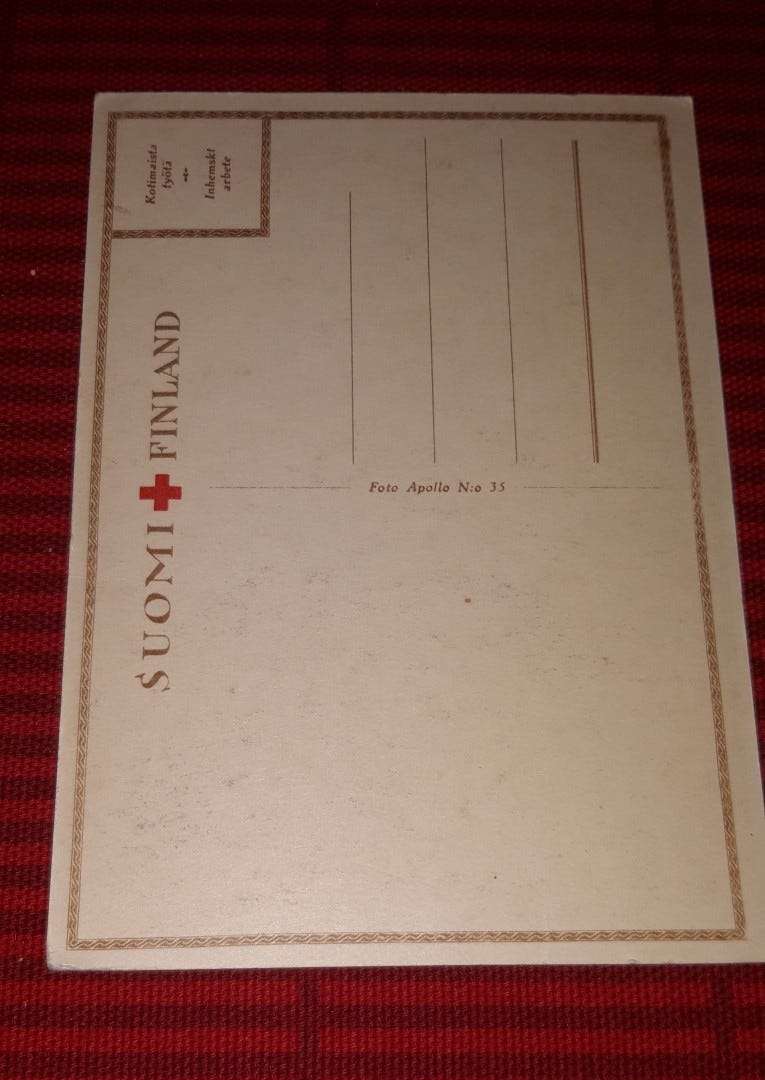 SUOMI FINLAND
Kotimaista
työtä
Inhemskt
arbete
Foto Apollo N:o 35